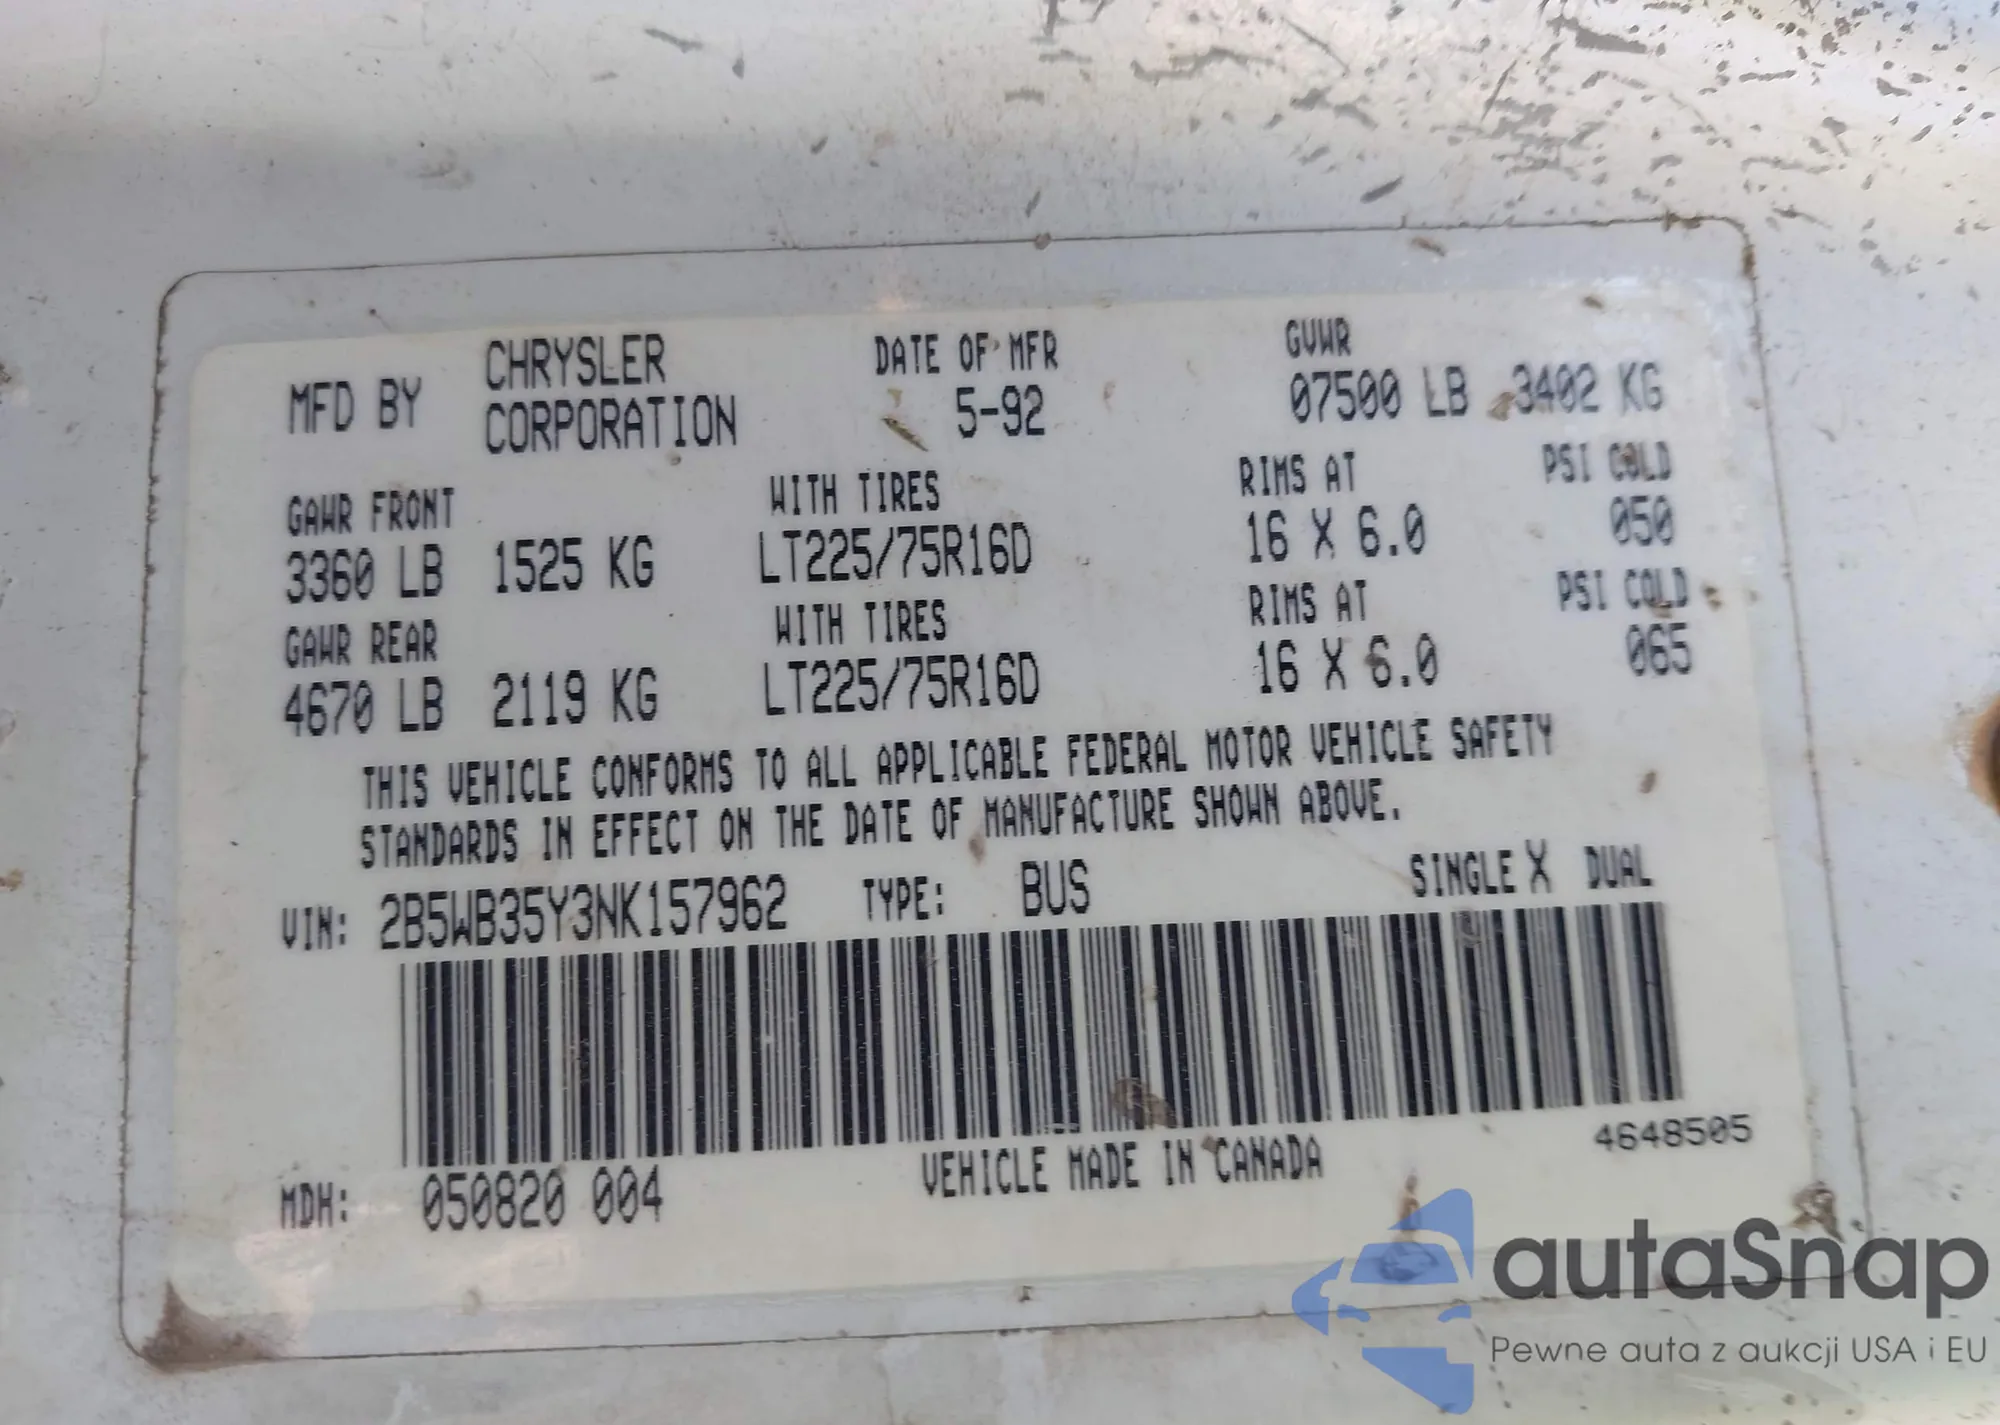 MFD BY CHRYSLER CORPORATION DATE OF MFR 5-92 GVWR 07500 LB 3402 KG
GAWR FRONT WITH TIRES RIMS AT PSI COLD
3360 LB 1525 KG LT225/75R16D 16 X 6.0 050
GAWR REAR WITH TIRES RIMS AT PSI COLD
4670 LB 2119 KG LT225/75R16D 16 X 6.0 065
THIS VEHICLE CONFORMS TO ALL APPLICABLE FEDERAL MOTOR VEHICLE SAFETY
STANDARDS IN EFFECT ON THE DATE OF MANUFACTURE SHOWN ABOVE.
VIN: 2B5WB35Y3NK157962 TYPE: BUS SINGLE X DUAL
4648505
MDH: 050820 004 VEHICLE MADE IN CANADA
autaSnap
Pewne auta z aukcji USA i EU